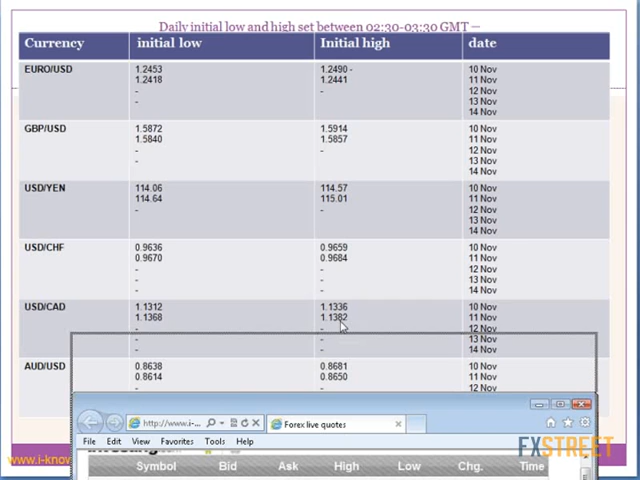 Daily initial low and high set between 02:30-03:30 GMT –
Currency initial low Initial high date
EURO/USD 1.2453 1.2490 - 10 Nov
1.2418 1.2441 11 Nov
- - 12 Nov
- 13 Nov
14 Nov
GBP/USD 1.5872 1.5914 10 Nov
1.5840 1.5857 11 Nov
- - 12 Nov
- 13 Nov
14 Nov
USD/YEN 114.06 114.57 10 Nov
114.64 115.01 11 Nov
- - 12 Nov
13 Nov
14 Nov
USD/CHF 0.9636 0.9659 10 Nov
0.9670 0.9684 11 Nov
- - 12 Nov
- - 13 Nov
- - 14 Nov
USD/CAD 1.1312 1.1336 10 Nov
1.1368 1.1382 11 Nov
- - 12 Nov
- - 13 Nov
- - 14 Nov
AUD/USD 0.8638 0.8681 10 Nov
0.8614 0.8650 11 Nov
- - 12 Nov
http://www.i-... Forex live quotes
File Edit View Favorites Tools Help
FXSTREET
www.i-know
Symbol Bid Ask High Low Chg. Time